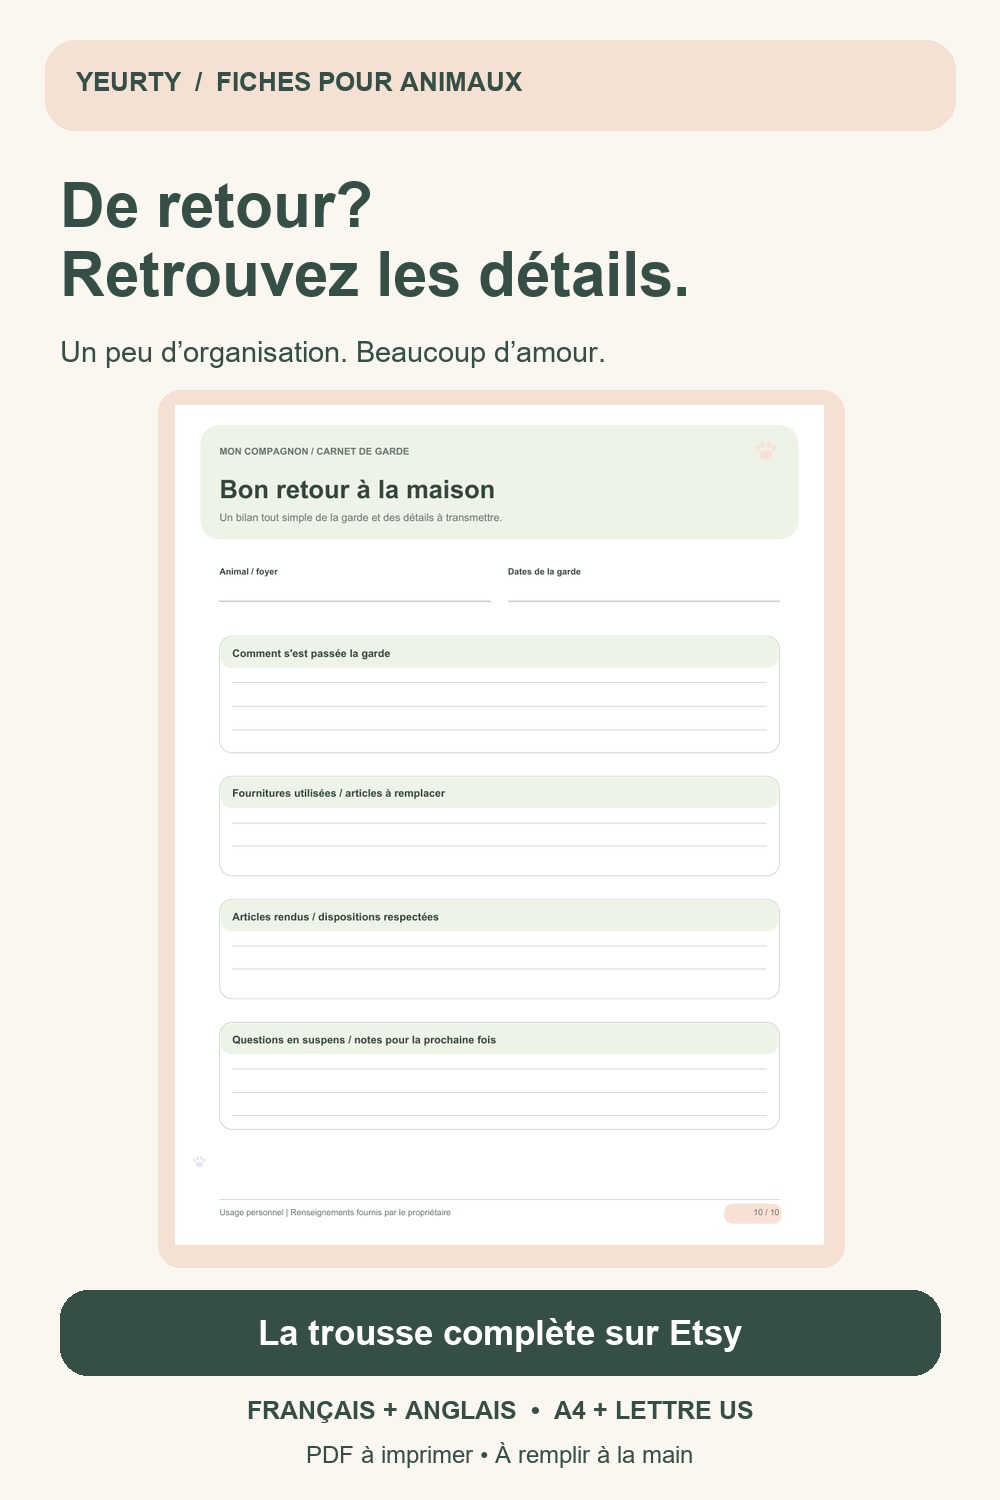 YEURTY / FICHES POUR ANIMAUX
De retour?
Retrouvez les détails.
Un peu d’organisation. Beaucoup d’amour.
MON COMPAGNON / CARNET DE GARDE
Bon retour à la maison
Un bilan tout simple de la garde et des détails à transmettre.
Animal / foyer
Dates de la garde
Comment s'est passée la garde
Fournitures utilisées / articles à remplacer
Articles rendus / dispositions respectées
Questions en suspens / notes pour la prochaine fois
Usage personnel | Renseignements fournis par le propriétaire
10 / 10
La trousse complète sur Etsy
FRANÇAIS + ANGLAIS • A4 + LETTRE US
PDF à imprimer • À remplir à la main